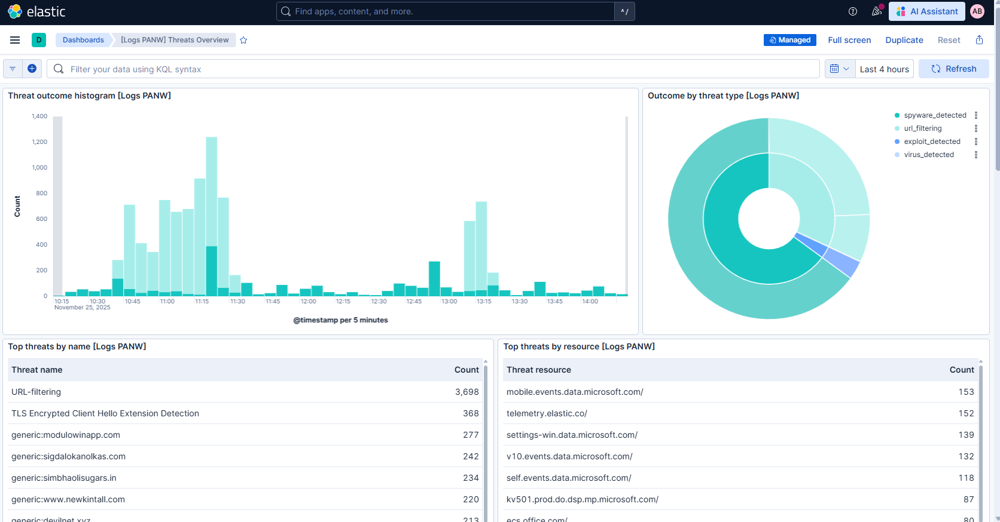 elastic
Find apps, content, and more.
^ /
AI Assistant
AB
D
Dashboards
[Logs PANW] Threats Overview
Managed
Full screen
Duplicate
Reset
Filter your data using KQL syntax
Last 4 hours
Refresh
Threat outcome histogram [Logs PANW]
Count
1,400
1,200
1,000
800
600
400
200
0
10:15 10:30 10:45 11:00 11:15 11:30 11:45 12:00 12:15 12:30 12:45 13:00 13:15 13:30 13:45 14:00
November 25, 2025
@timestamp per 5 minutes
Outcome by threat type [Logs PANW]
spyware_detected
url_filtering
exploit_detected
virus_detected
Top threats by name [Logs PANW]
Threat name Count
URL-filtering 3,698
TLS Encrypted Client Hello Extension Detection 368
generic:modulowinapp.com 277
generic:sigdalokanolkas.com 242
generic:simbhaolisugars.in 234
generic:www.newkintall.com 220
generic:devilnet.xyz 213
Top threats by resource [Logs PANW]
Threat resource Count
mobile.events.data.microsoft.com/ 153
telemetry.elastic.co/ 152
settings-win.data.microsoft.com/ 139
v10.events.data.microsoft.com/ 132
self.events.data.microsoft.com/ 118
kv501.prod.do.dsp.mp.microsoft.com/ 87
ecs.office.com/ 80